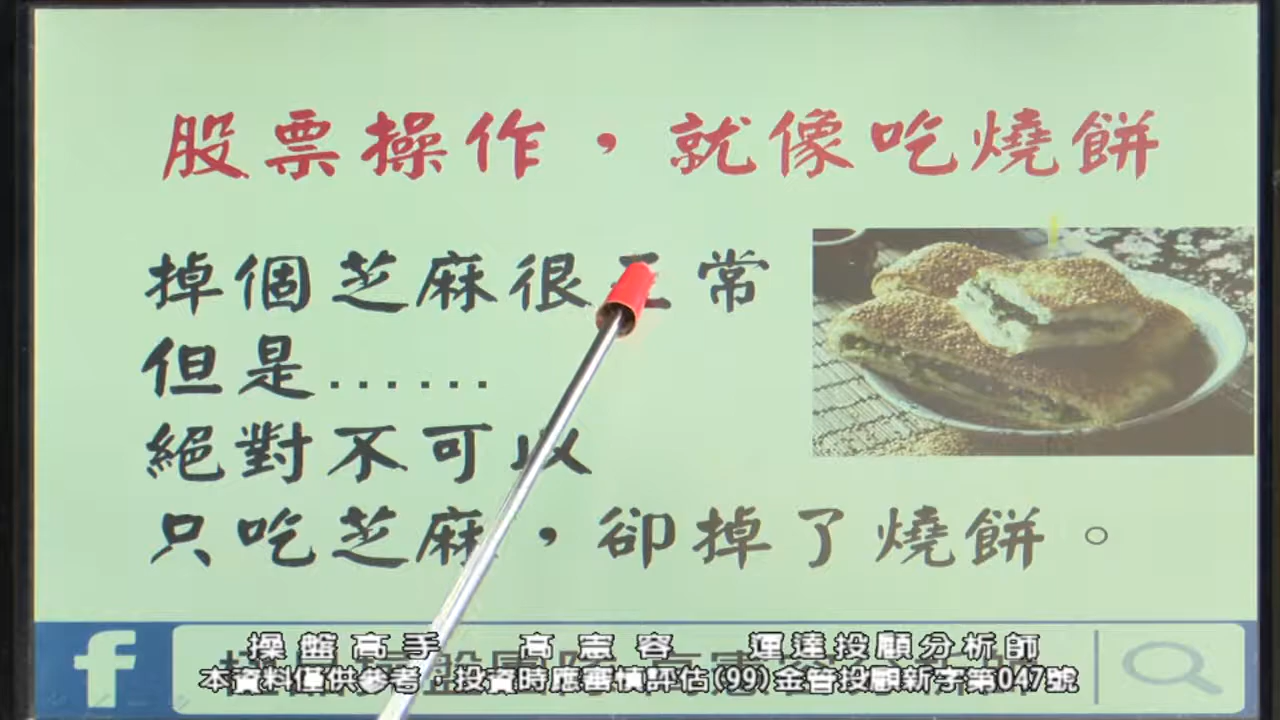 股票操作，就像吃燒餅
掉個芝麻很正常
但是......
絕對不可以
只吃芝麻，卻掉了燒餅。
f
操盤高手 高憲容 運達投顧分析師
本資料僅供參考，投資時應審慎評估(99)金管投顧新字第047號